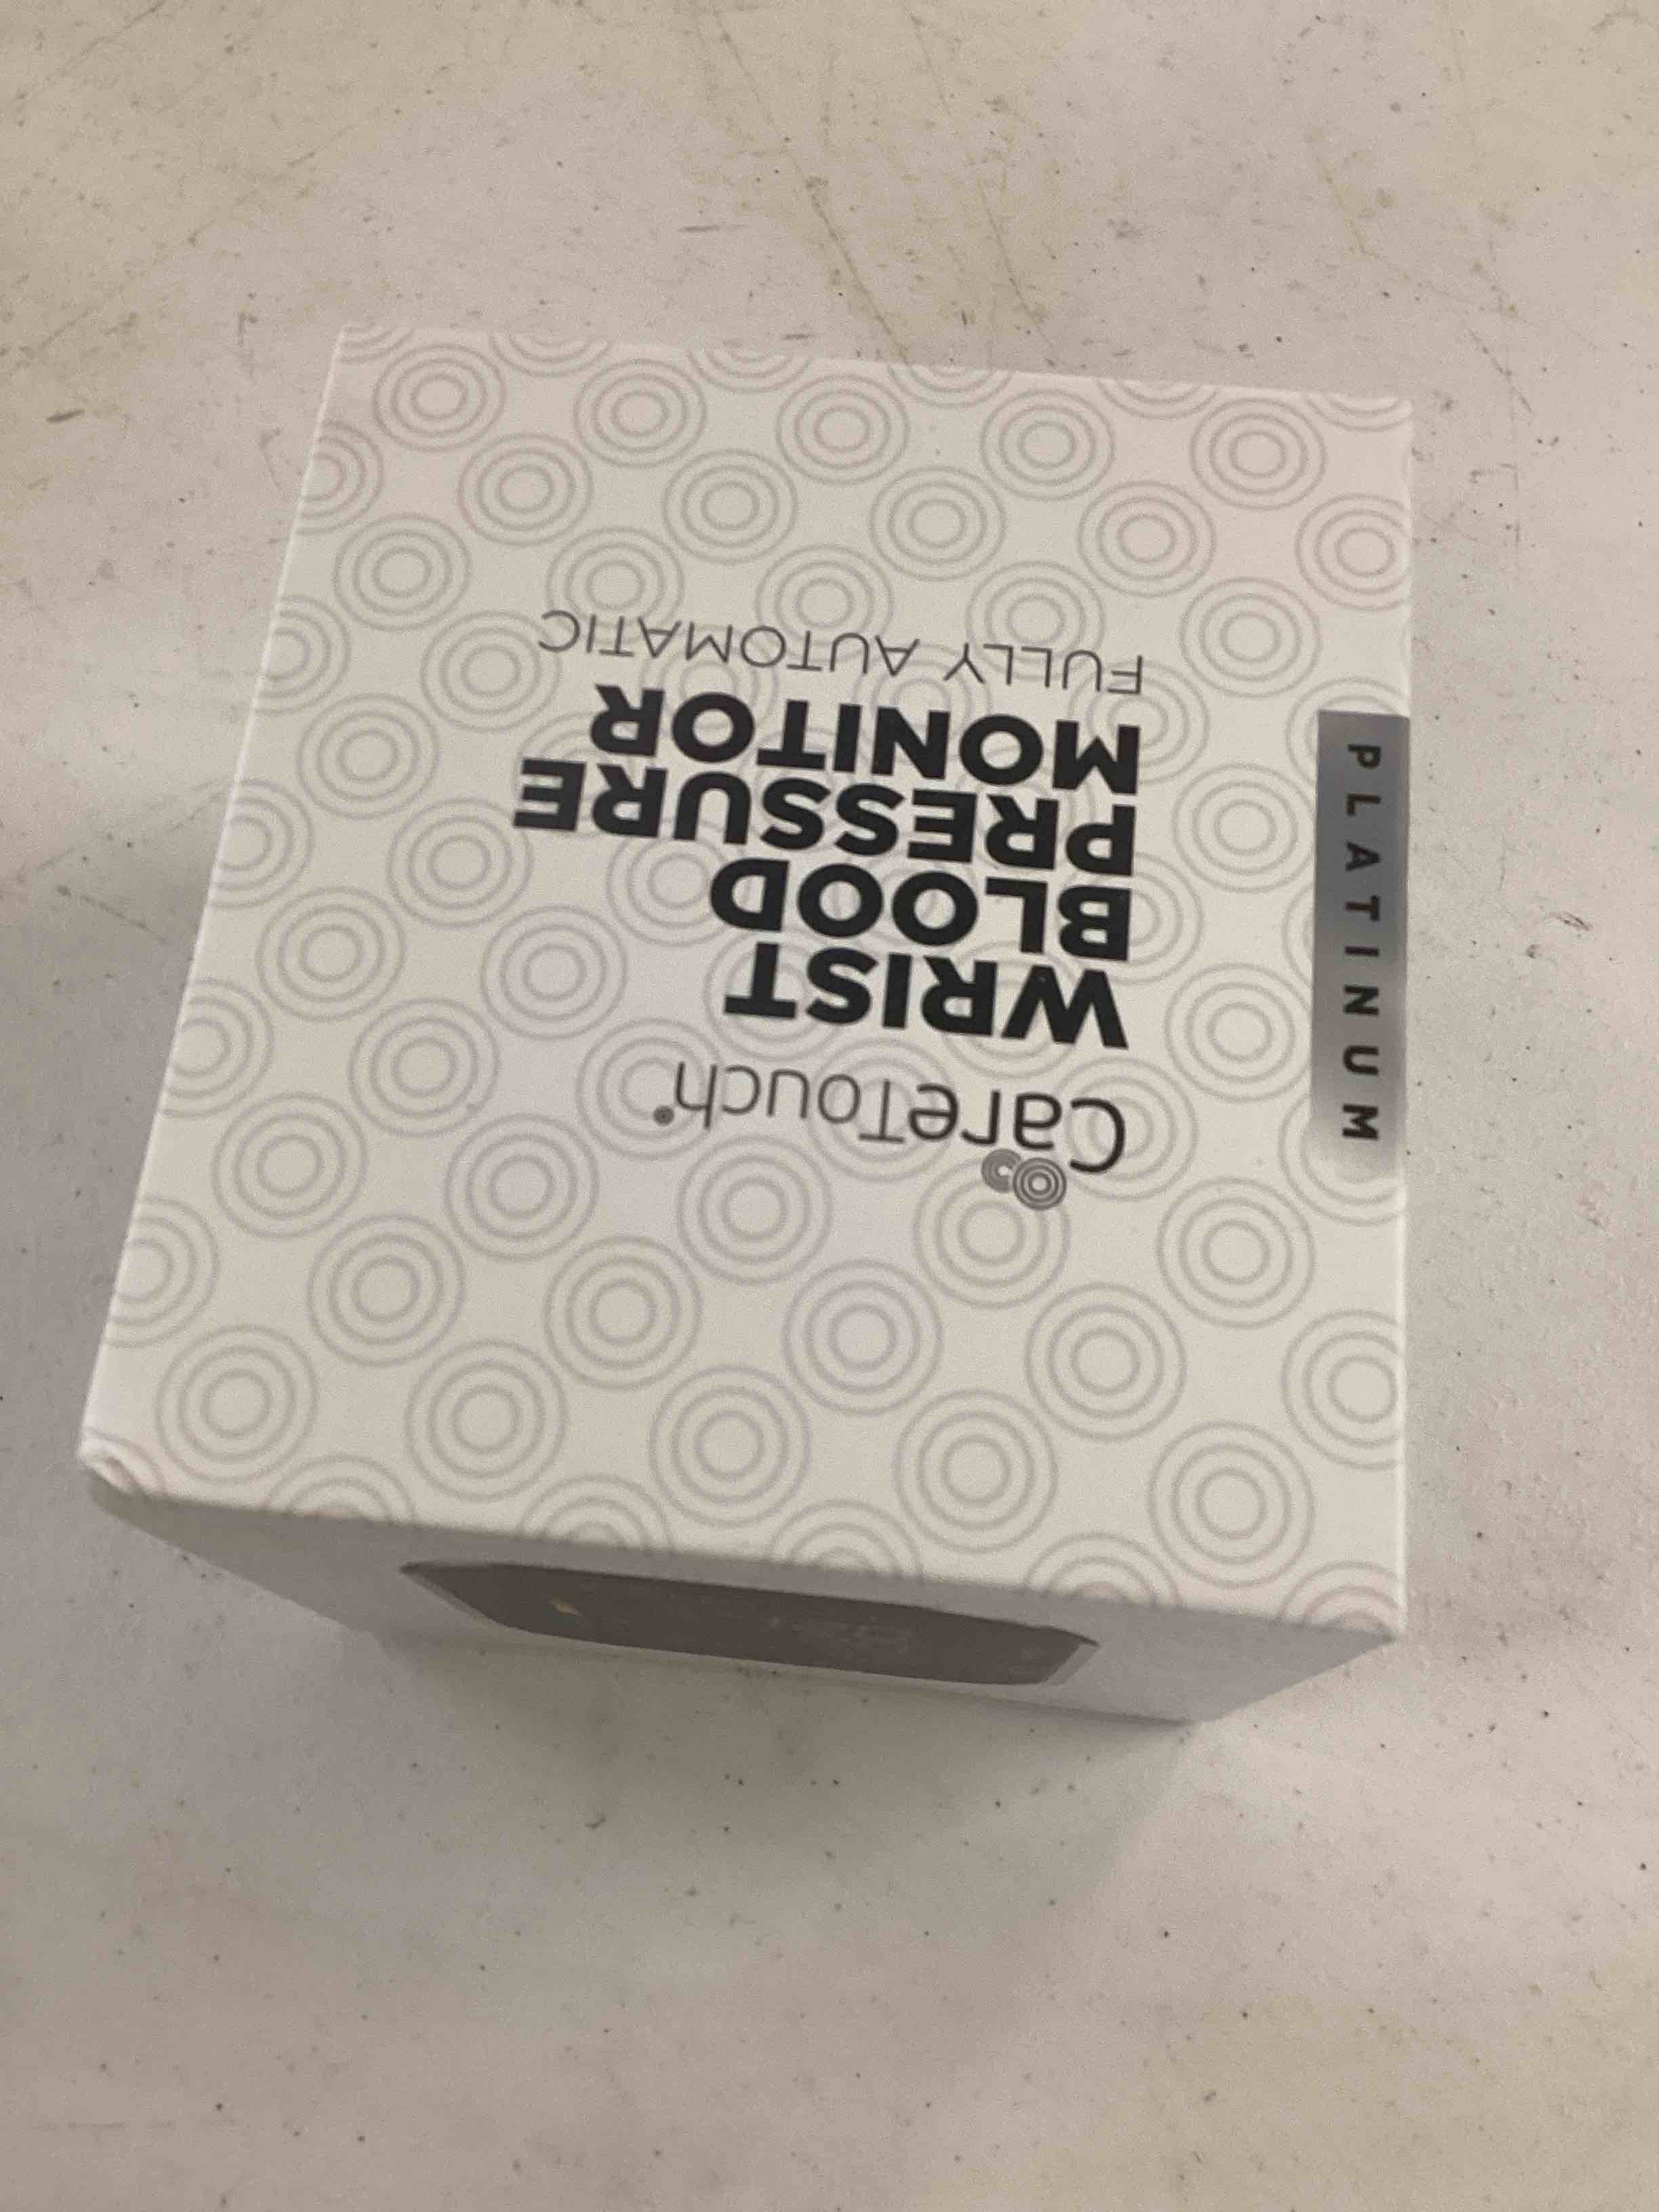 CareTouch
WRIST
BLOOD
PRESSURE
MONITOR
FULLY AUTOMATIC
PLATINUM